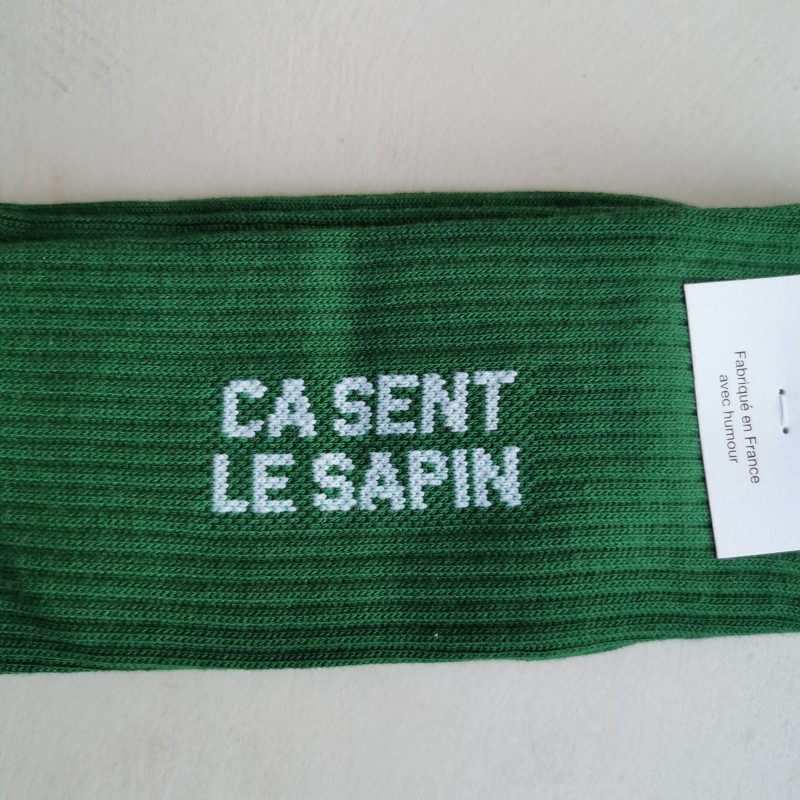 CA SENT
LE SAPIN
Fabriqué en France
avec humour